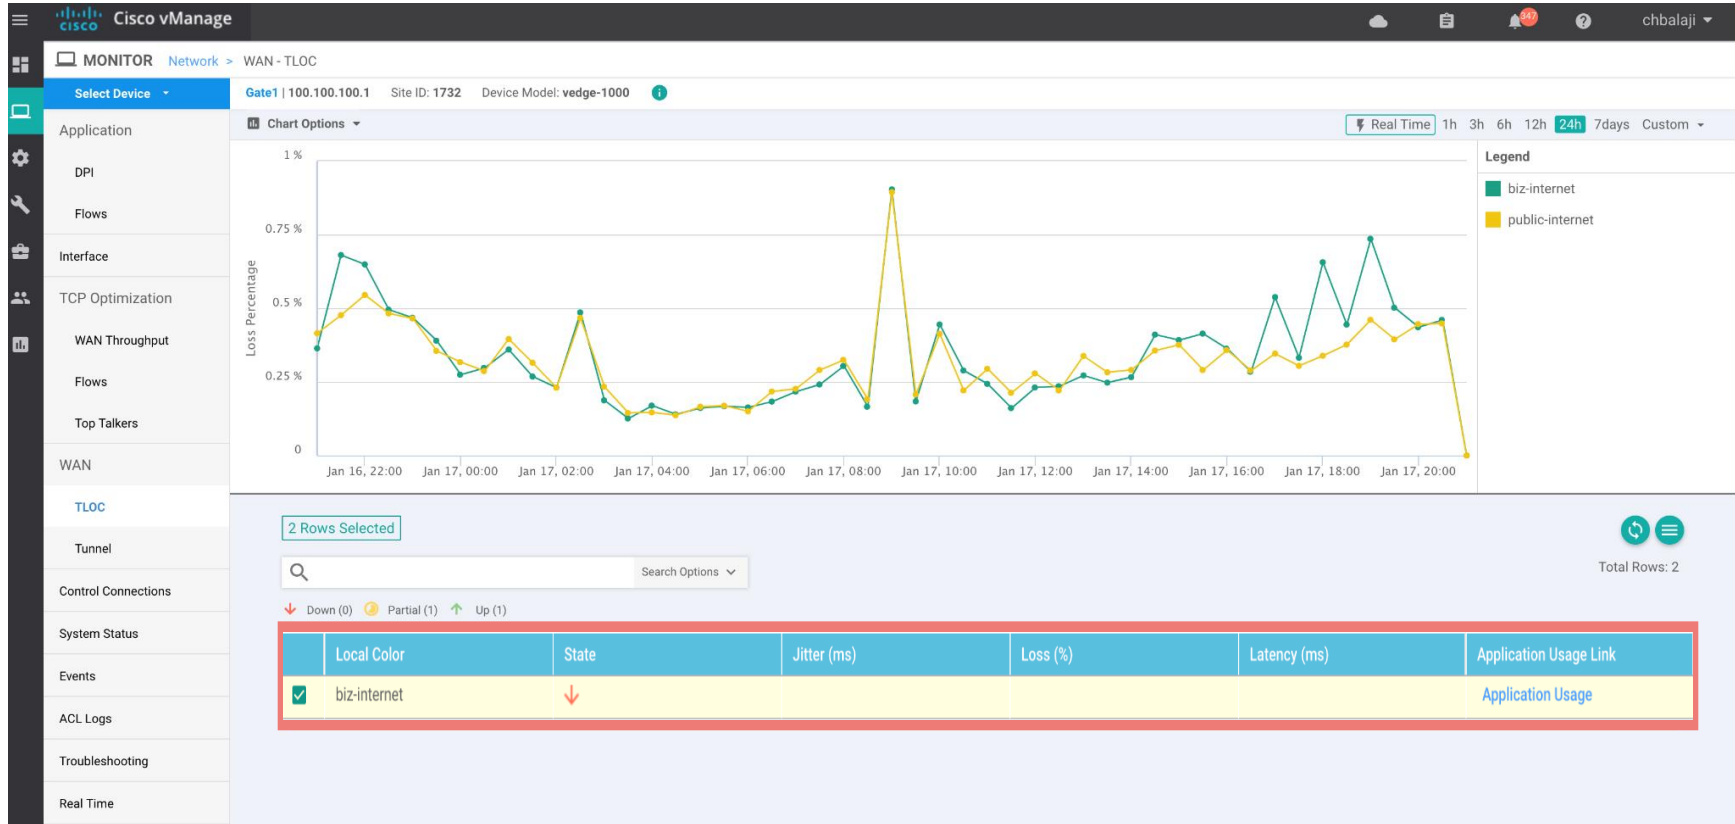 cisco Cisco vManage
347
chbalaji
MONITOR Network > WAN - TLOC
Select Device
Gate1 | 100.100.100.1 Site ID: 1732 Device Model: vedge-1000 i
Chart Options
Real Time 1h 3h 6h 12h 24h 7days Custom
Application
DPI
Flows
Interface
TCP Optimization
WAN Throughput
Flows
Top Talkers
WAN
TLOC
Tunnel
Control Connections
System Status
Events
ACL Logs
Troubleshooting
Real Time
Loss Percentage
1 %
0.75 %
0.5 %
0.25 %
0
Jan 16, 22:00 Jan 17, 00:00 Jan 17, 02:00 Jan 17, 04:00 Jan 17, 06:00 Jan 17, 08:00 Jan 17, 10:00 Jan 17, 12:00 Jan 17, 14:00 Jan 17, 16:00 Jan 17, 18:00 Jan 17, 20:00
Legend
biz-internet
public-internet
2 Rows Selected
Search Options
Total Rows: 2
Down (0) Partial (1) Up (1)
Local Color State Jitter (ms) Loss (%) Latency (ms) Application Usage Link
biz-internet Application Usage